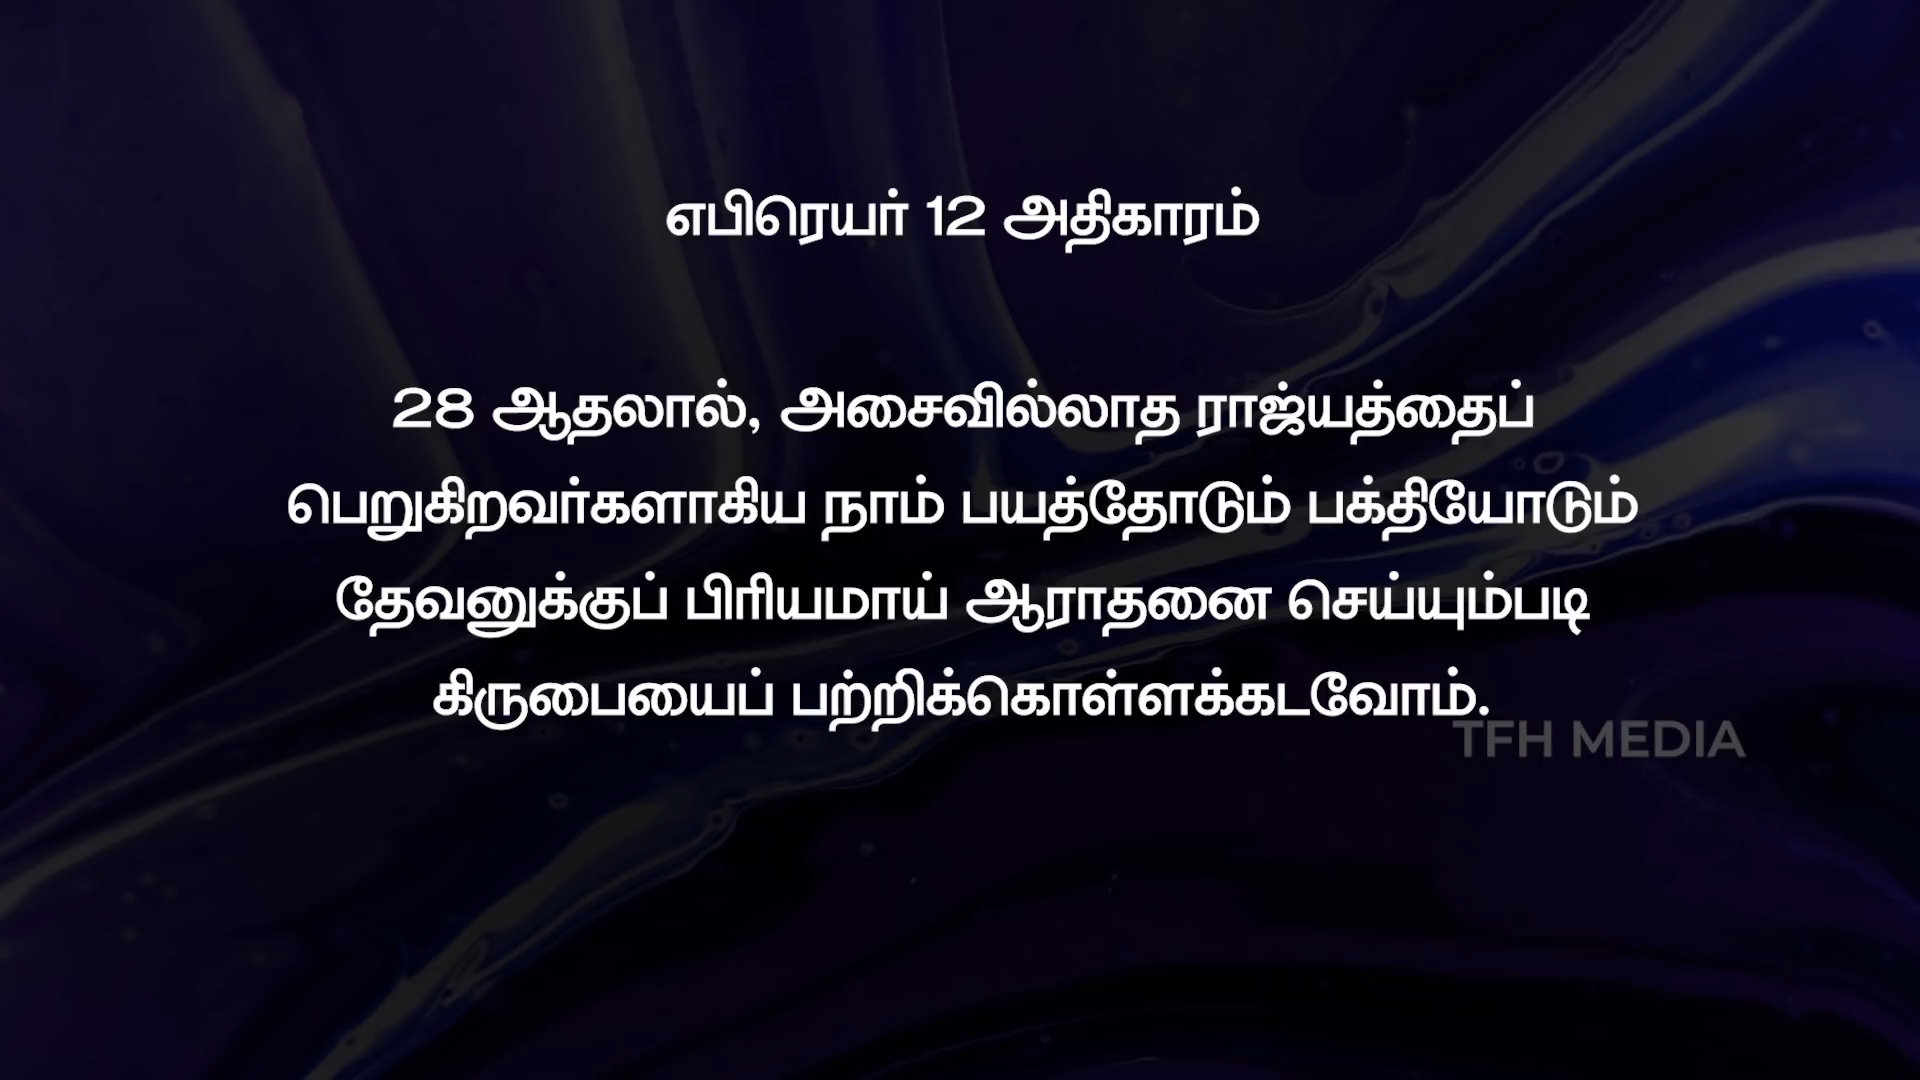 எபிரெயர் 12 அதிகாரம்
28 ஆதலால், அசைவில்லாத ராஜ்யத்தைப்
பெறுகிறவர்களாகிய நாம் பயத்தோடும் பக்தியோடும்
தேவனுக்குப் பிரியமாய் ஆராதனை செய்யும்படி
கிருபையைப் பற்றிக்கொள்ளக்கடவோம்.
TFH MEDIA